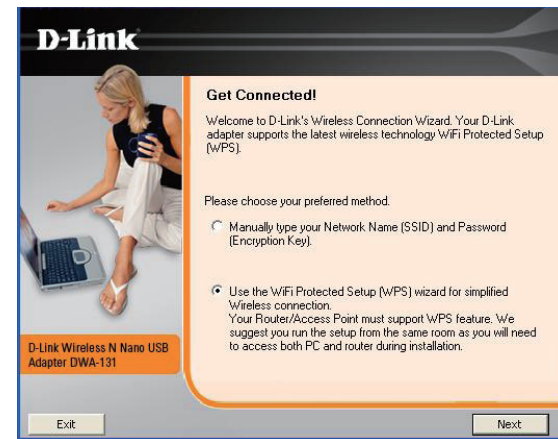 D-Link
Get Connected!
Welcome to D-Link's Wireless Connection Wizard. Your D-Link
adapter supports the latest wireless technology WiFi Protected Setup
(WPS).
Please choose your preferred method.
Manually type your Network Name (SSID) and Password
(Encryption Key).
Use the WiFi Protected Setup (WPS) wizard for simplified
Wireless connection.
Your Router/Access Point must support WPS feature. We
suggest you run the setup from the same room as you will need
to access both PC and router during installation.
D-Link Wireless N Nano USB
Adapter DWA-131
Exit
Next